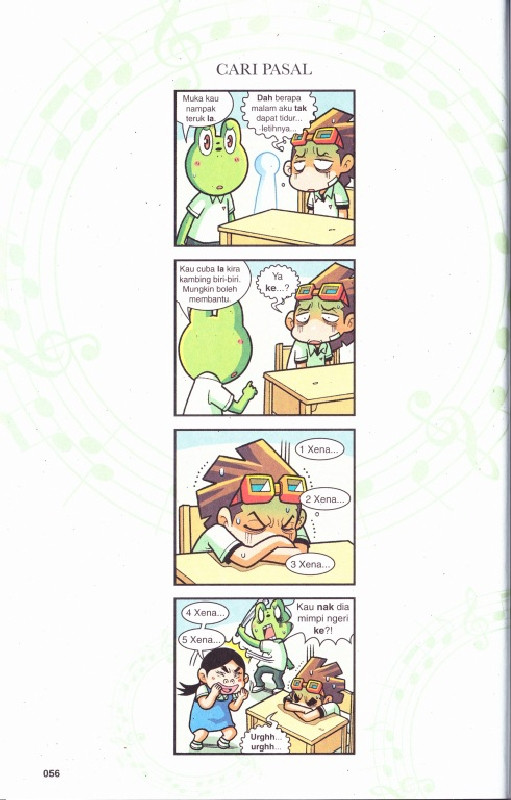 CARI PASAL
Muka kau
nampak
teruk la.
Dah berapa
malam aku tak
dapat tidur...
letihnya...
Kau cuba la kira
kambing biri-biri.
Mungkin boleh
membantu.
Ya
ke...?
1 Xena...
2 Xena...
3 Xena...
4 Xena...
5 Xena...
Kau nak dia
mimpi ngeri
ke?!
Urghh...
urghh...
056